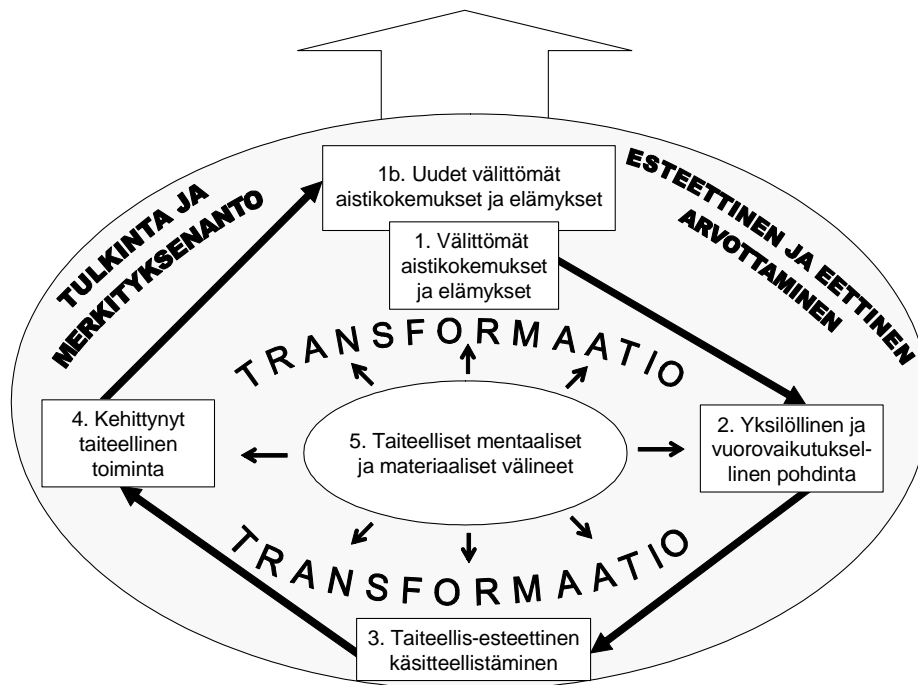 TULKINTA JA
MERKITYKSENANTO
ESTEETTINEN JA EETTINEN
ARVOTTAMINEN
1b. Uudet välittömät
aistikokemukset ja elämykset
1. Välittömät
aistikokemukset
ja elämykset
TRANSFORMAATIO
4. Kehittynyt
taiteellinen
toiminta
5. Taiteelliset mentaaliset
ja materiaaliset välineet
2. Yksilöllinen ja
vuorovaikutuksel-
linen pohdinta
TRANSFORMAATIO
3. Taiteellis-esteettinen
käsitteellistäminen